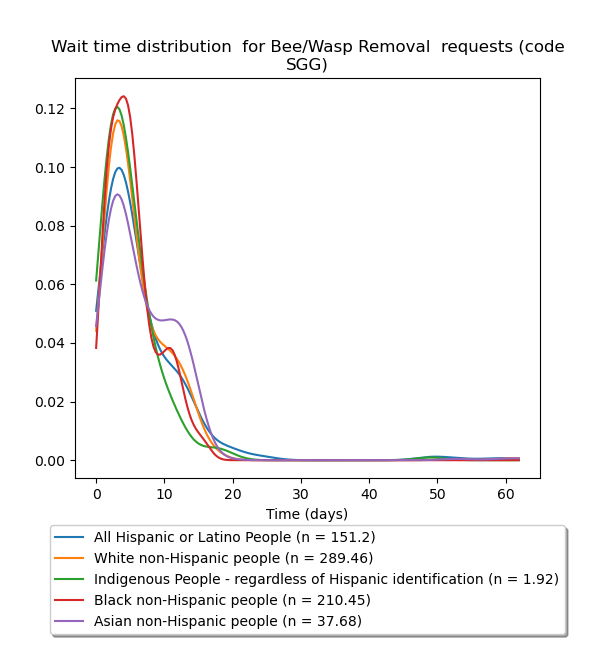 Wait time distribution  for Bee/Wasp Removal  requests (code
SGG)
0.12
0.10
0.08
0.06
0.04
0.02
0.00
0 10 20 30 40 50 60
Time (days)
All Hispanic or Latino People (n = 151.2)
White non-Hispanic people (n = 289.46)
Indigenous People - regardless of Hispanic identification (n = 1.92)
Black non-Hispanic people (n = 210.45)
Asian non-Hispanic people (n = 37.68)